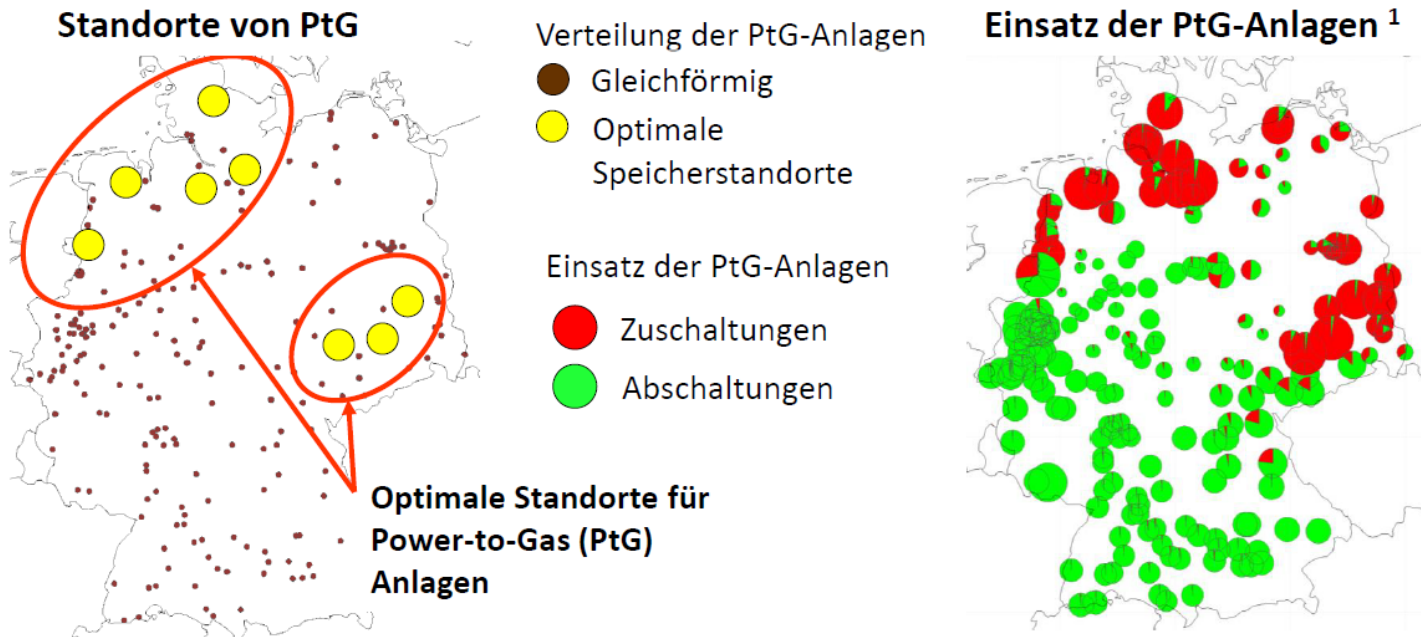 Standorte von PtG
Verteilung der PtG-Anlagen
Gleichförmig
Optimale
Speicherstandorte
Einsatz der PtG-Anlagen
Zuschaltungen
Abschaltungen
Optimale Standorte für
Power-to-Gas (PtG)
Anlagen
Einsatz der PtG-Anlagen ¹